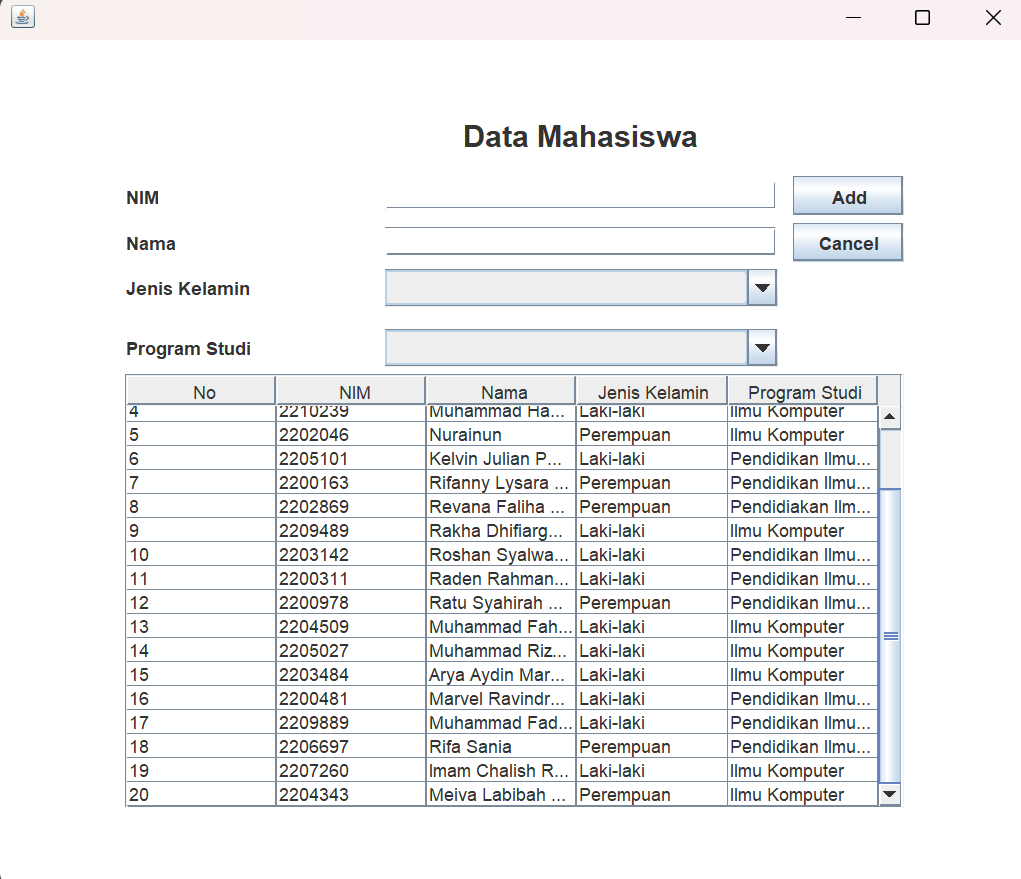 Data Mahasiswa
NIM
Add
Nama
Cancel
Jenis Kelamin
Program Studi
No NIM Nama Jenis Kelamin Program Studi
4 2210239 Muhammad Ha... Laki-laki Ilmu Komputer
5 2202046 Nurainun Perempuan Ilmu Komputer
6 2205101 Kelvin Julian P... Laki-laki Pendidikan Ilmu...
7 2200163 Rifanny Lysara ... Perempuan Pendidikan Ilmu...
8 2202869 Revana Faliha ... Perempuan Pendidiakan Ilm...
9 2209489 Rakha Dhifiarg... Laki-laki Ilmu Komputer
10 2203142 Roshan Syalwa... Laki-laki Pendidikan Ilmu...
11 2200311 Raden Rahman... Laki-laki Pendidikan Ilmu...
12 2200978 Ratu Syahirah ... Perempuan Pendidikan Ilmu...
13 2204509 Muhammad Fah... Laki-laki Ilmu Komputer
14 2205027 Muhammad Riz... Laki-laki Ilmu Komputer
15 2203484 Arya Aydin Mar... Laki-laki Ilmu Komputer
16 2200481 Marvel Ravindr... Laki-laki Pendidikan Ilmu...
17 2209889 Muhammad Fad... Laki-laki Pendidikan Ilmu...
18 2206697 Rifa Sania Perempuan Pendidikan Ilmu...
19 2207260 Imam Chalish R... Laki-laki Ilmu Komputer
20 2204343 Meiva Labibah ... Perempuan Ilmu Komputer